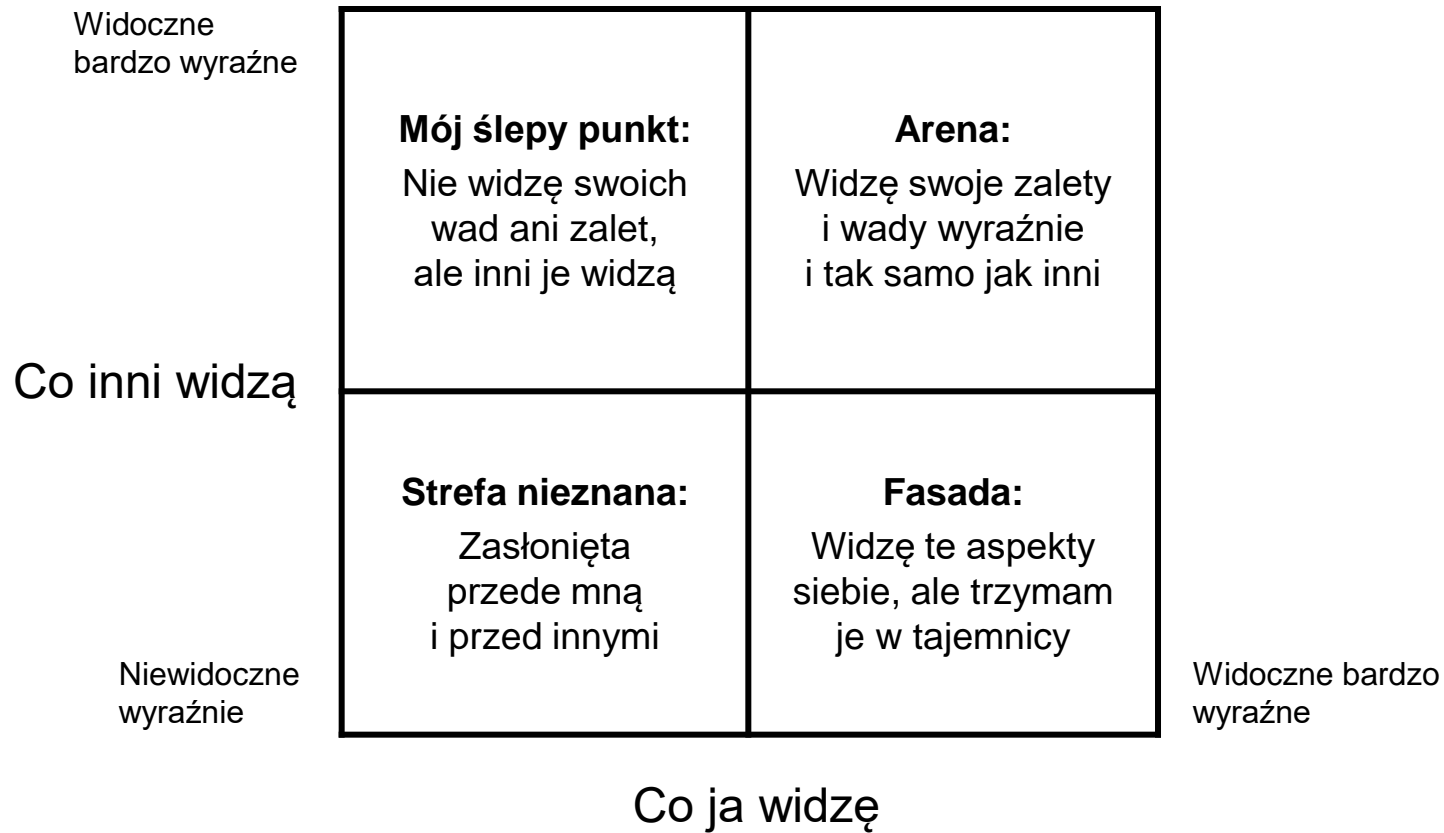 Widoczne
bardzo wyraźne
Mój ślepy punkt:
Nie widzę swoich
wad ani zalet,
ale inni je widzą
Arena:
Widzę swoje zalety
i wady wyraźnie
i tak samo jak inni
Co inni widzą
Strefa nieznana:
Zasłonięta
przede mną
i przed innymi
Fasada:
Widzę te aspekty
siebie, ale trzymam
je w tajemnicy
Niewidoczne
wyraźnie
Widoczne bardzo
wyraźne
Co ja widzę